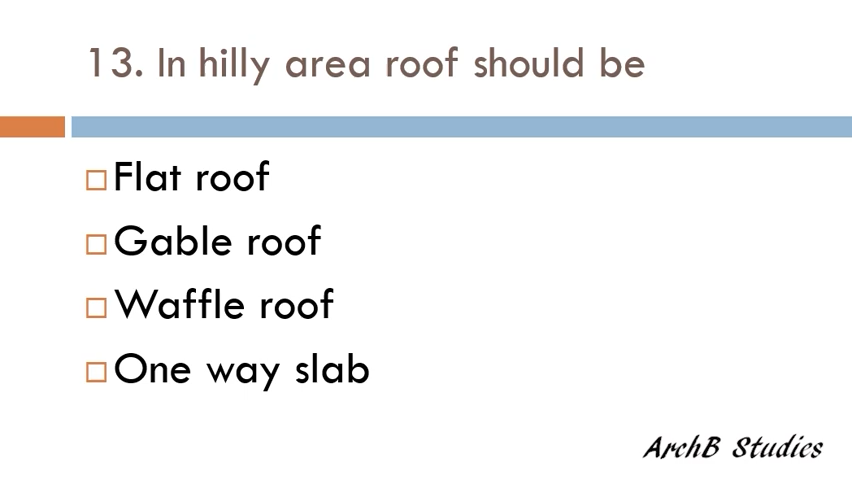 13. In hilly area roof should be
Flat roof
Gable roof
Waffle roof
One way slab
ArchB Studies